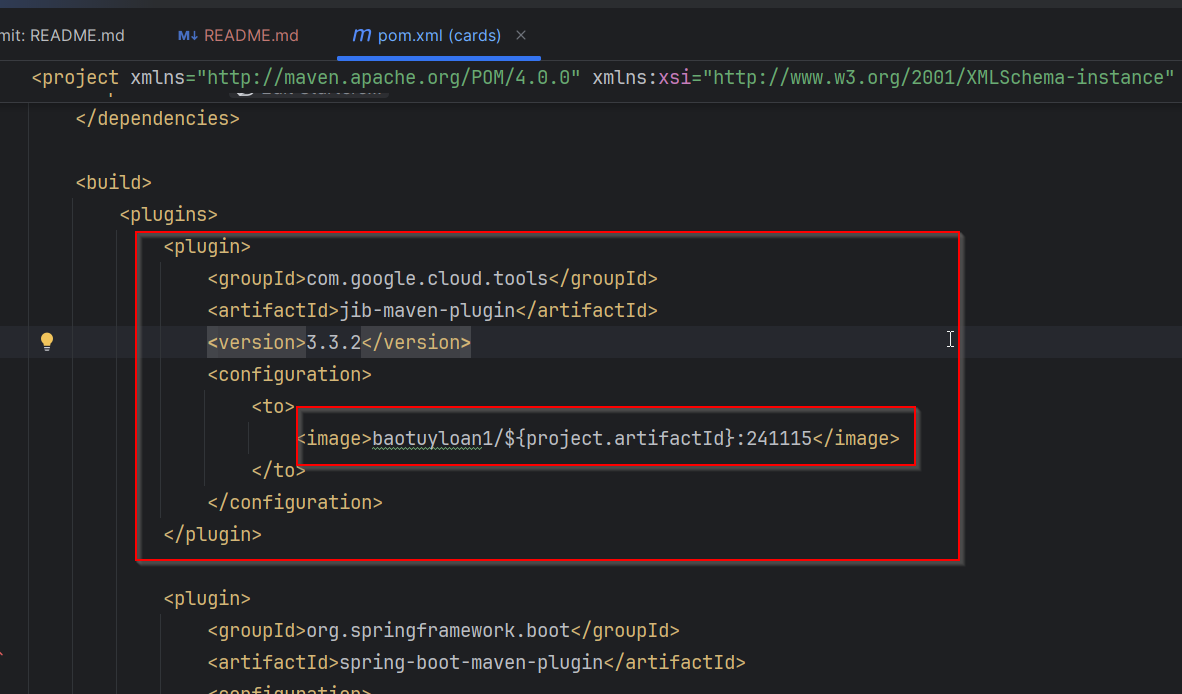 mit: README.md M↓ README.md m pom.xml (cards) ×
<project xmlns="http://maven.apache.org/POM/4.0.0" xmlns:xsi="http://www.w3.org/2001/XMLSchema-instance"
</dependencies>
<build>
<plugins>
<plugin>
<groupId>com.google.cloud.tools</groupId>
<artifactId>jib-maven-plugin</artifactId>
<version>3.3.2</version>
<configuration>
<to>
<image>baotuyloan1/${project.artifactId}:241115</image>
</to>
</configuration>
</plugin>
<plugin>
<groupId>org.springframework.boot</groupId>
<artifactId>spring-boot-maven-plugin</artifactId>
<configuration>